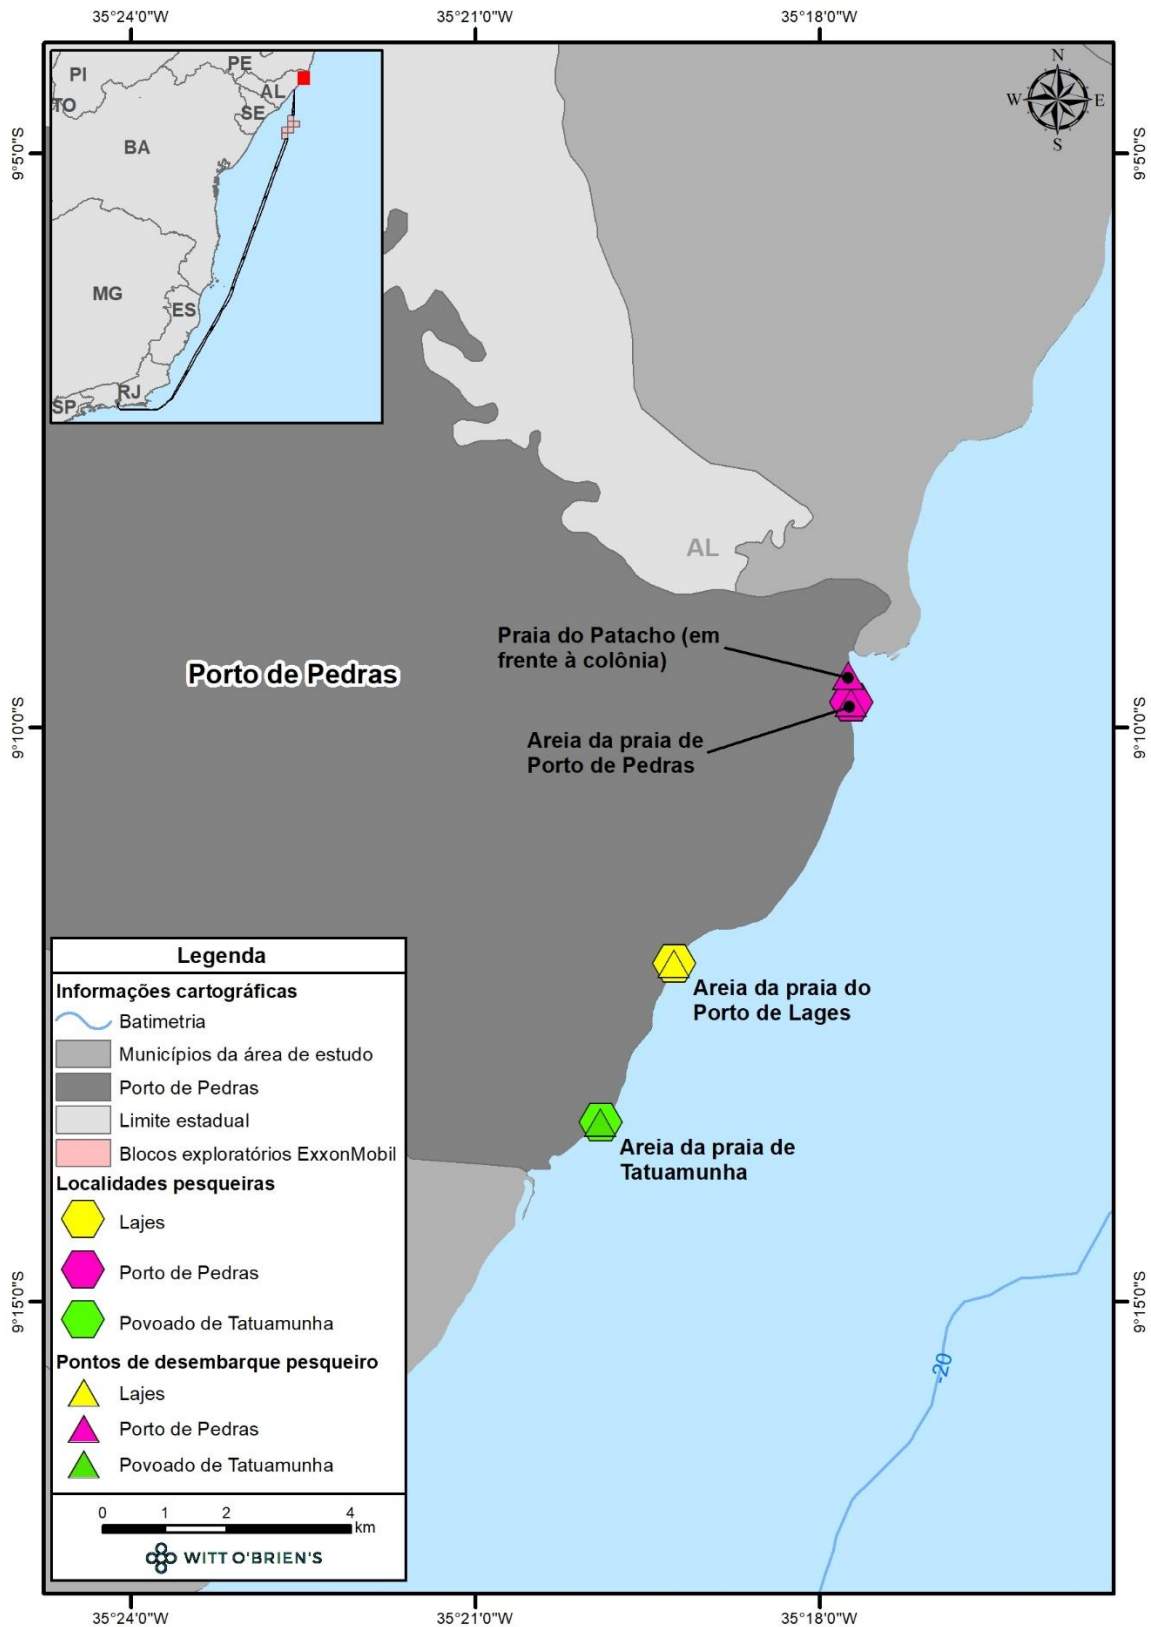 35°24'0"W
35°21'0"W
35°18'0"W
9°5'0"S
9°5'0"S
PI
PE
TO
AL
SE
BA
MG
ES
RJ
SP
N
W
E
S
AL
Porto de Pedras
Praia do Patacho (em
frente à colônia)
Areia da praia de
Porto de Pedras
9°10'0"S
9°10'0"S
Areia da praia do
Porto de Lages
Areia da praia de
Tatuamunha
9°15'0"S
9°15'0"S
-20
Legenda
Informações cartográficas
Batimetria
Municípios da área de estudo
Porto de Pedras
Limite estadual
Blocos exploratórios ExxonMobil
Localidades pesqueiras
Lajes
Porto de Pedras
Povoado de Tatuamunha
Pontos de desembarque pesqueiro
Lajes
Porto de Pedras
Povoado de Tatuamunha
0 1 2 4
km
WITT O'BRIEN'S
35°24'0"W
35°21'0"W
35°18'0"W